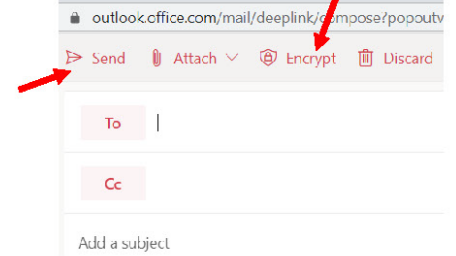 outlook.office.com/mail/deeplink/compose?popoutv
Send Attach Encrypt Discard
To
Cc
Add a subject